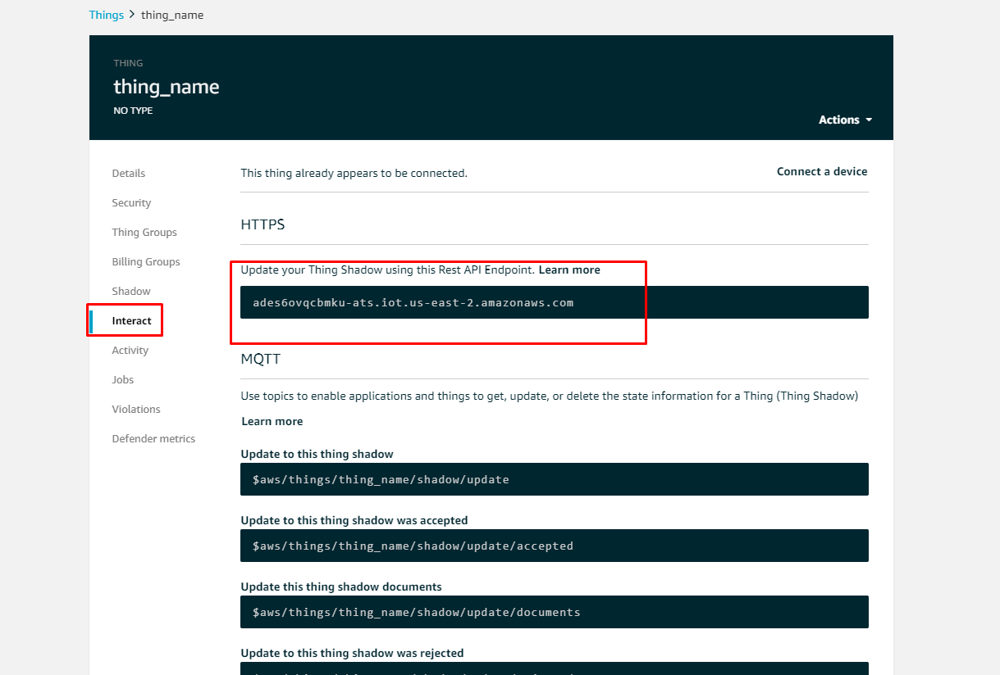 Things > thing_name
THING
thing_name
NO TYPE
Actions
Details
Security
Thing Groups
Billing Groups
Shadow
Interact
Activity
Jobs
Violations
Defender metrics
This thing already appears to be connected.
Connect a device
HTTPS
Update your Thing Shadow using this Rest API Endpoint. Learn more
ades6ovqcbmku-ats.iot.us-east-2.amazonaws.com
MQTT
Use topics to enable applications and things to get, update, or delete the state information for a Thing (Thing Shadow)
Learn more
Update to this thing shadow
$aws/things/thing_name/shadow/update
Update to this thing shadow was accepted
$aws/things/thing_name/shadow/update/accepted
Update this thing shadow documents
$aws/things/thing_name/shadow/update/documents
Update to this thing shadow was rejected